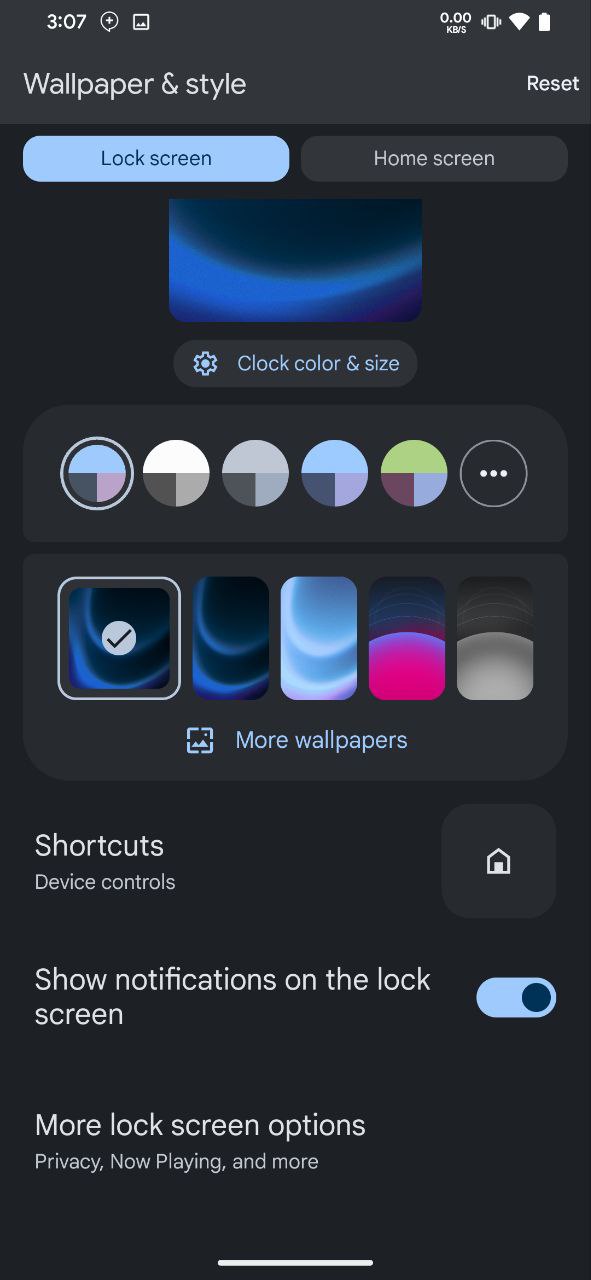 3:07
0.00
KB/S
Wallpaper & style
Reset
Lock screen
Home screen
Clock color & size
More wallpapers
Shortcuts
Device controls
Show notifications on the lock
screen
More lock screen options
Privacy, Now Playing, and more